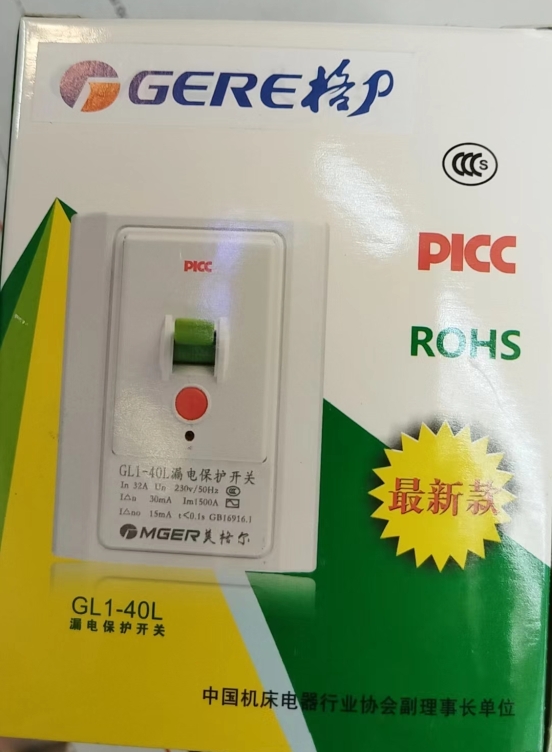 GERE格尸
CCC S
PICC
ROHS
PICC
GL1-40L漏电保护开关
In 32A Un 230v/50Hz
I△n 30mA Im1500A
I△no 15mA t<0.1s GB16916.1
MGER美格尔
最新款
GL1-40L
漏电保护开关
中国机床电器行业协会副理事长单位